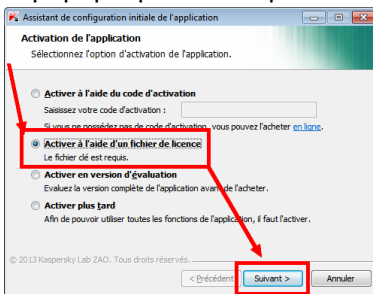 Assistant de configuration initiale de l'application
Activation de l'application
Sélectionnez l'option d'activation de l'application.
Activer à l'aide du code d'activation
Saisissez votre code d'activation :
Si vous ne possédez pas de code d'activation, vous pouvez l'acheter en ligne.
Activer à l'aide d'un fichier de licence
Le fichier clé est requis.
Activer en version d'évaluation
Evaluez la version complète de l'application avant de l'acheter.
Activer plus tard
Afin de pouvoir utiliser toutes les fonctions de l'application, il faut l'activer.
© 2013 Kaspersky Lab ZAO. Tous droits réservés.
< Précédent Suivant > Annuler